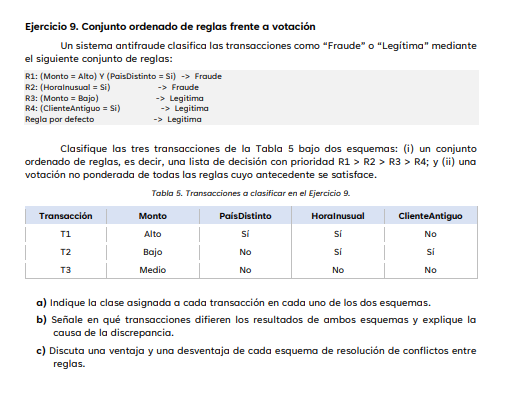 Ejercicio 9. Conjunto ordenado de reglas frente a votación
Un sistema antifraude clasifica las transacciones como “Fraude” o “Legítima” mediante
el siguiente conjunto de reglas:
R1: (Monto = Alto) Y (PaisDistinto = Si) -> Fraude
R2: (HoraInusual = Si) -> Fraude
R3: (Monto = Bajo) -> Legitima
R4: (ClienteAntiguo = Si) -> Legitima
Regla por defecto -> Legitima
Clasifique las tres transacciones de la Tabla 5 bajo dos esquemas: (i) un conjunto
ordenado de reglas, es decir, una lista de decisión con prioridad R1 > R2 > R3 > R4; y (ii) una
votación no ponderada de todas las reglas cuyo antecedente se satisface.
Tabla 5. Transacciones a clasificar en el Ejercicio 9.
Transacción Monto PaísDistinto HoraInusual ClienteAntiguo
T1 Alto Sí Sí No
T2 Bajo No Sí Sí
T3 Medio No No No
a) Indique la clase asignada a cada transacción en cada uno de los dos esquemas.
b) Señale en qué transacciones difieren los resultados de ambos esquemas y explique la
causa de la discrepancia.
c) Discuta una ventaja y una desventaja de cada esquema de resolución de conflictos entre
reglas.